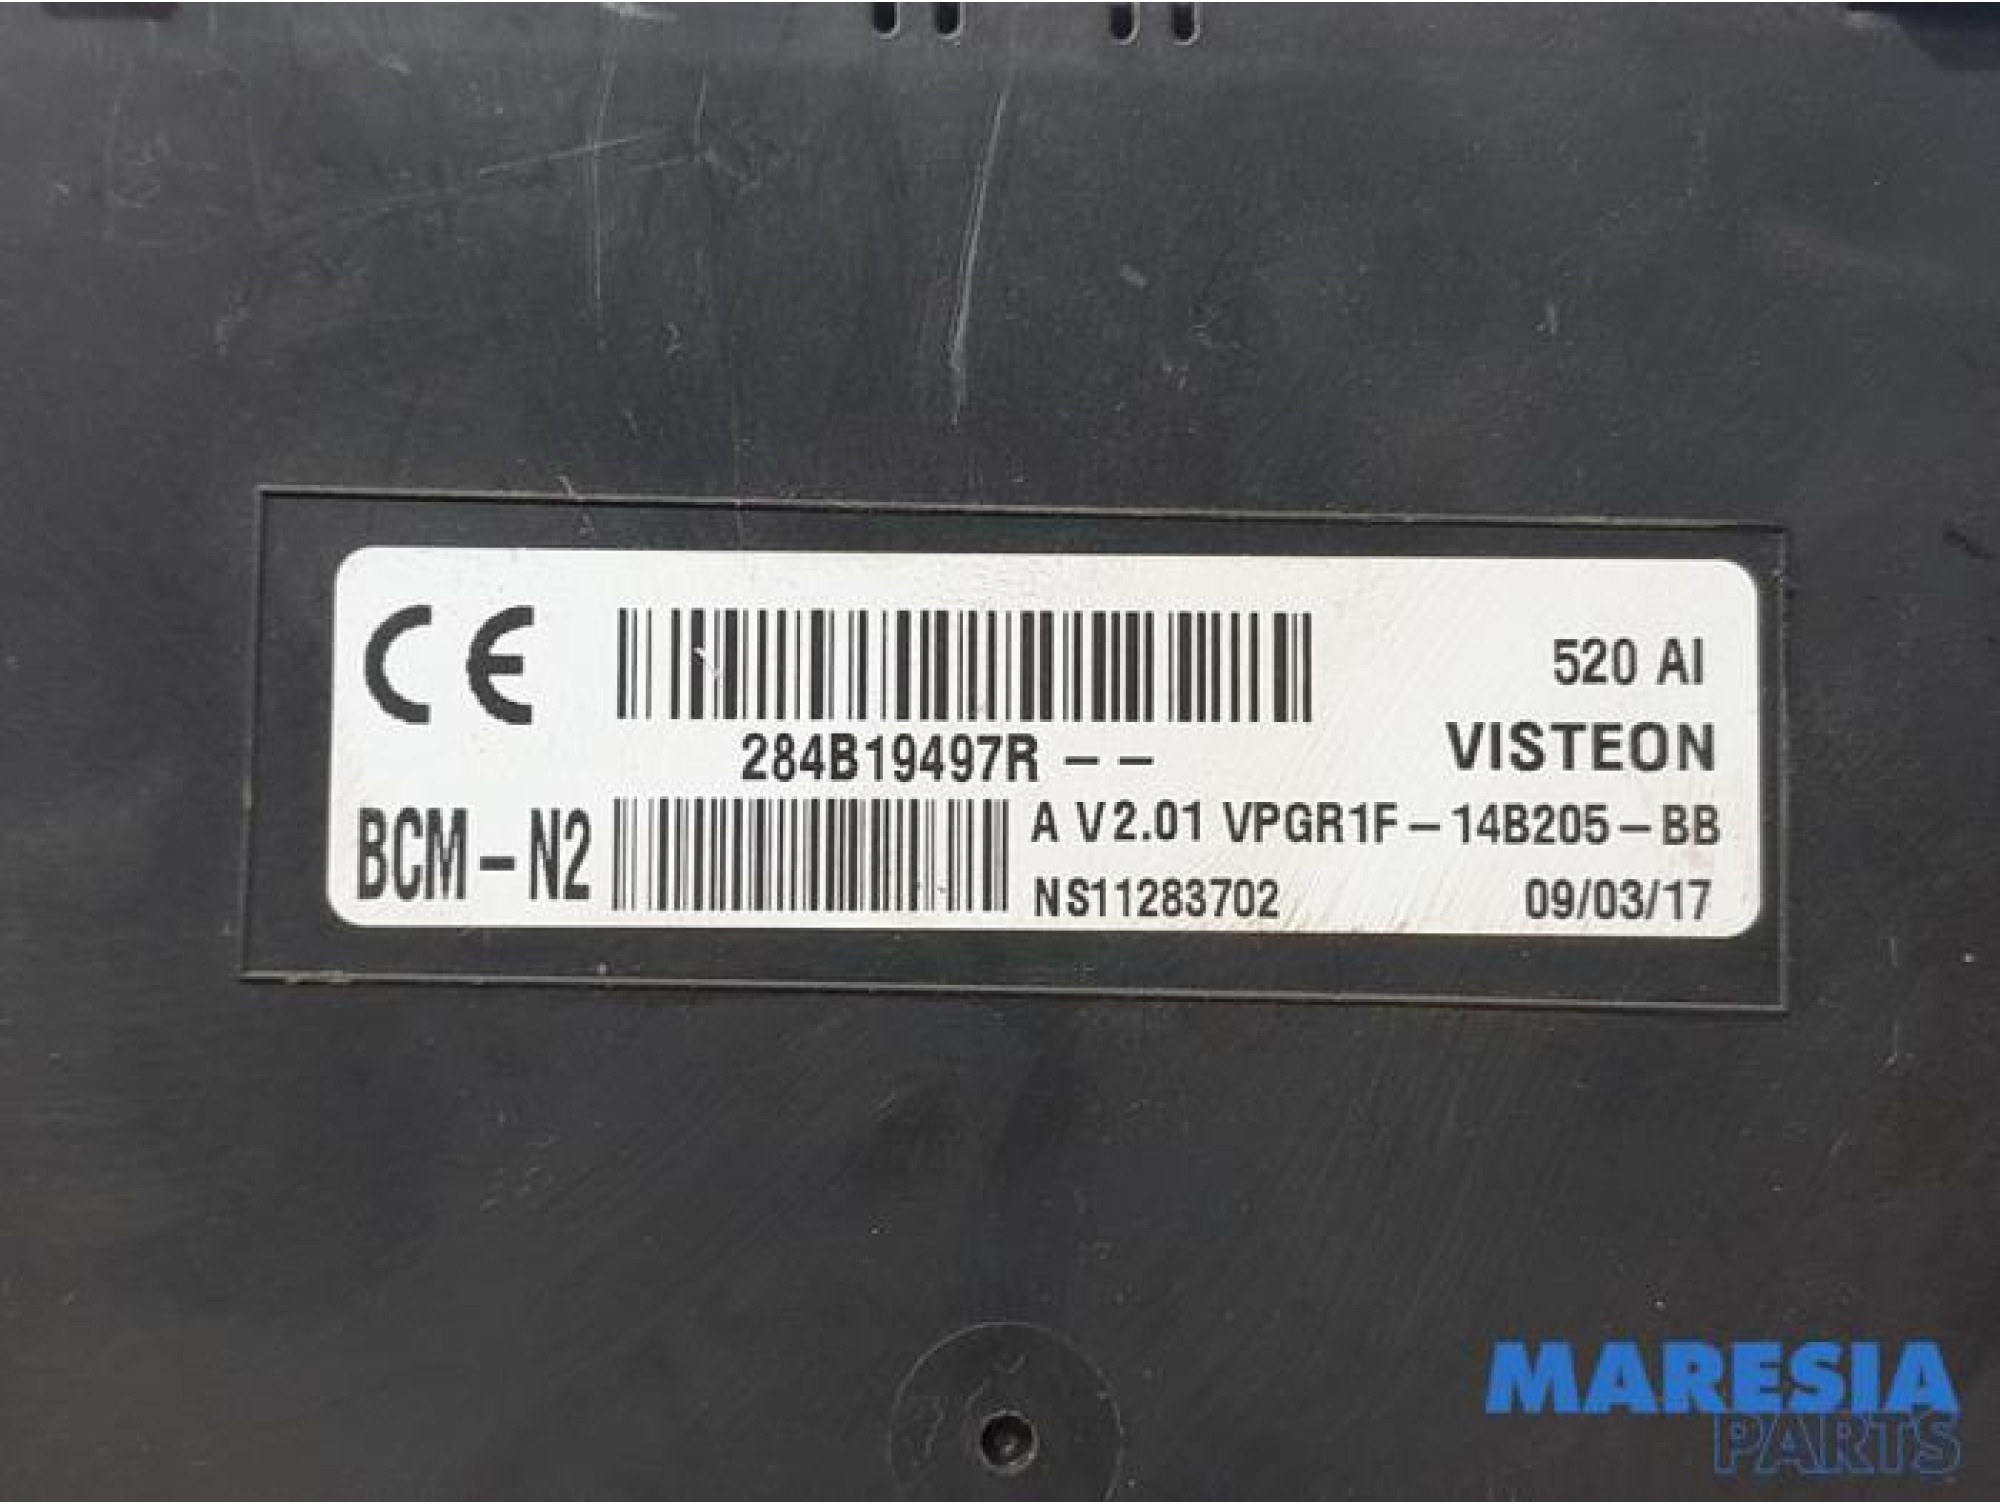 CE
520 AI
284B19497R – –
VISTEON
BCM – N2
A V2.01 VPGR1F – 14B205 – BB
NS11283702
09/03/17
MARESIA
PARTS